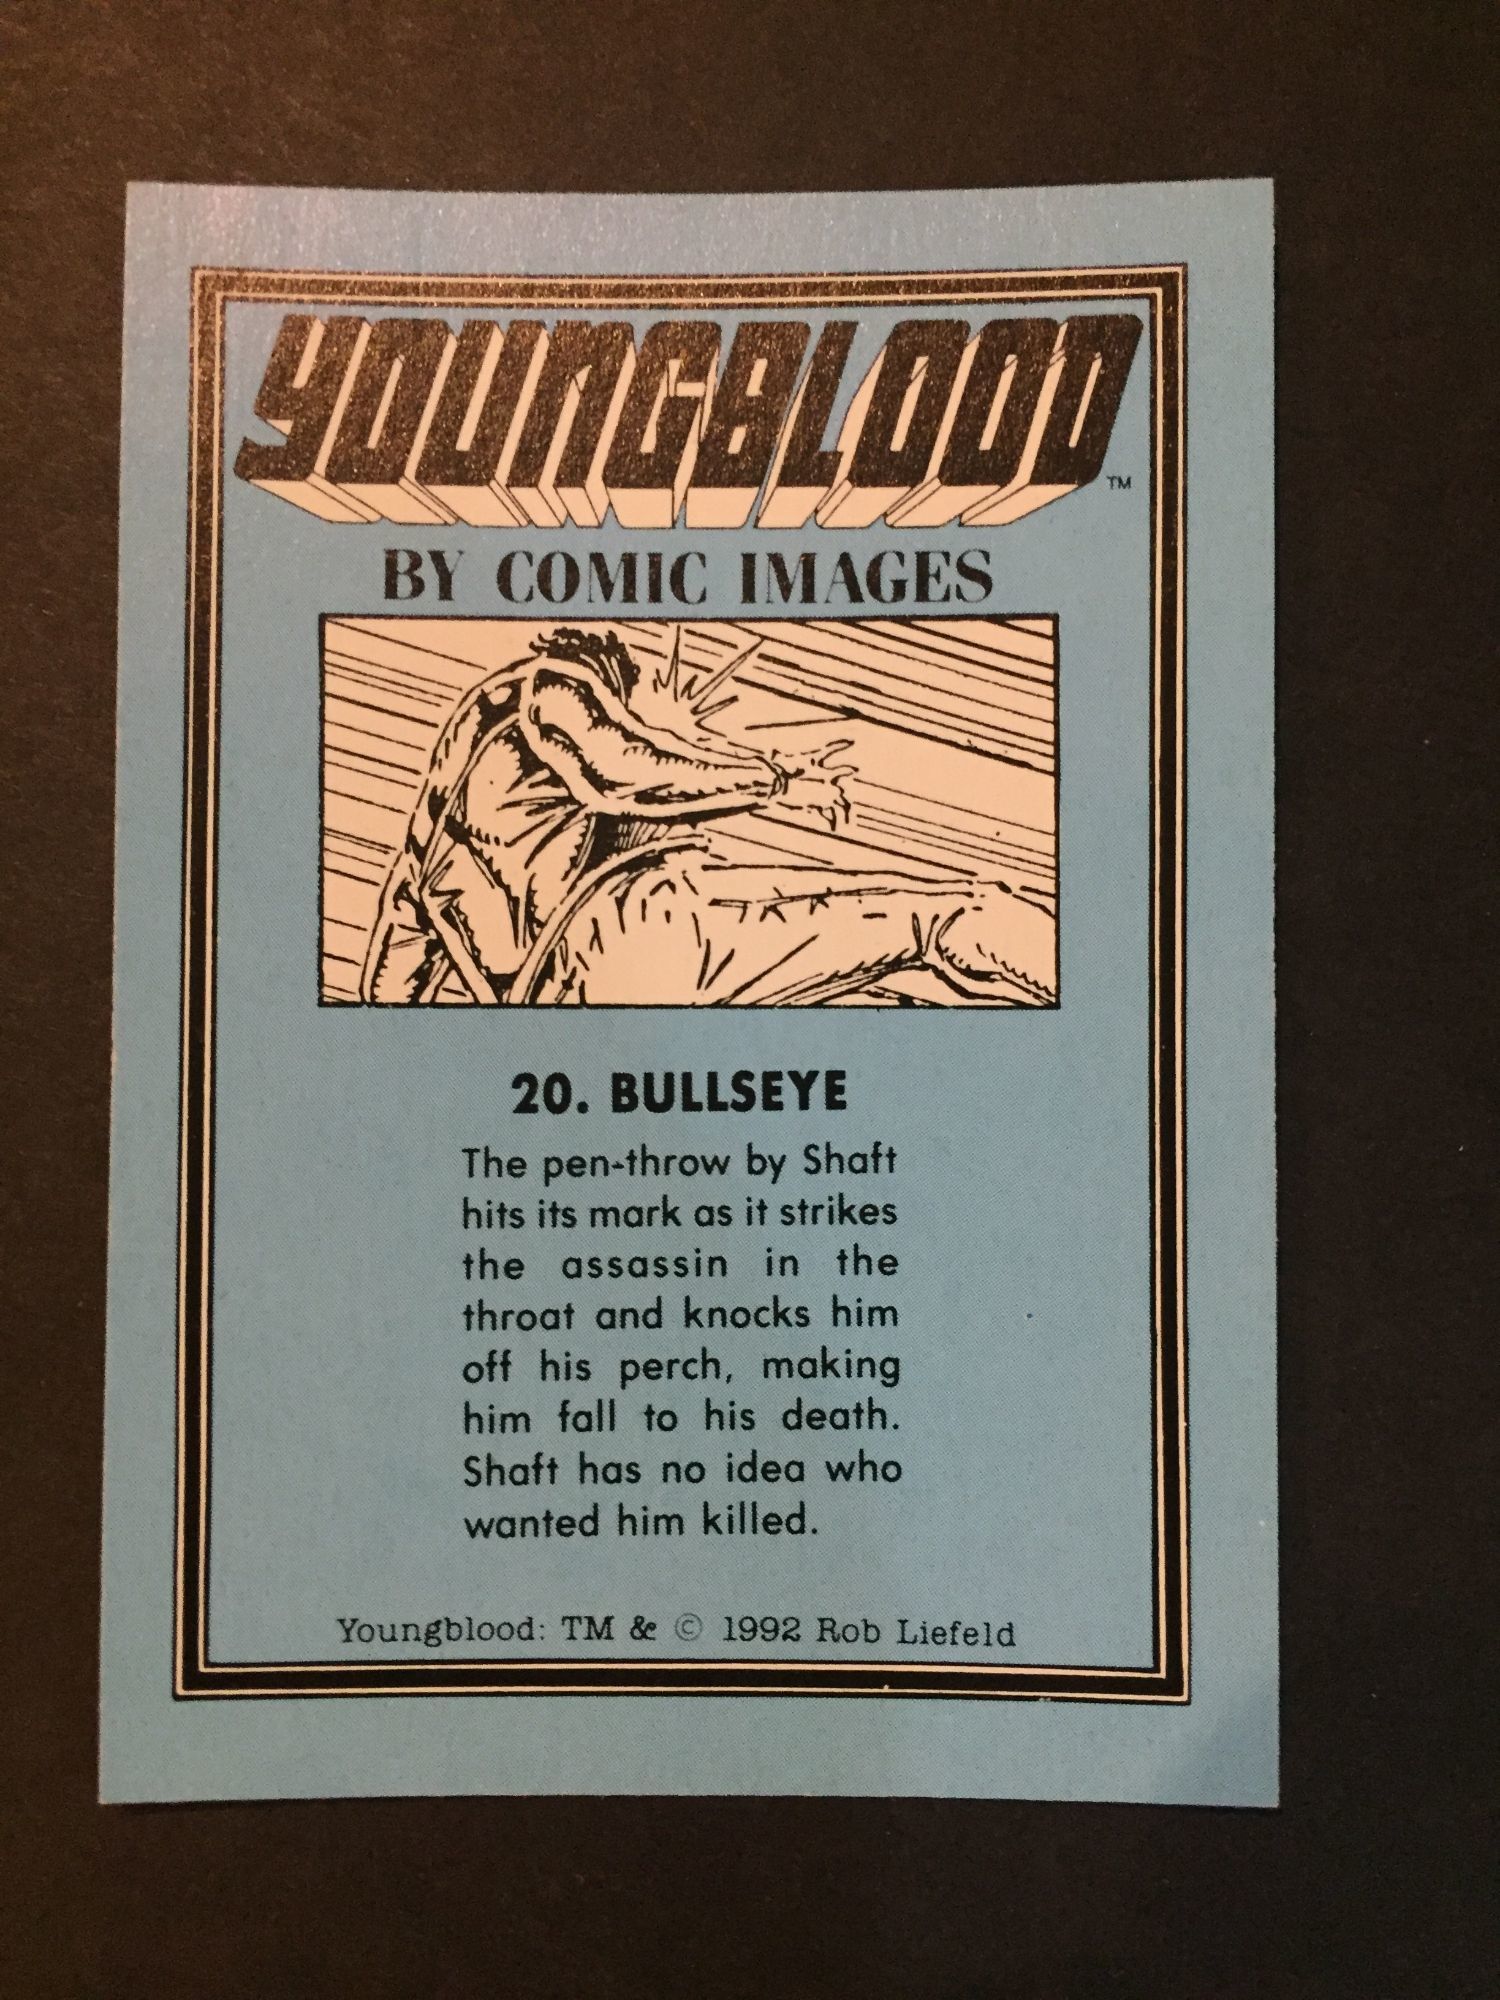 YOUNGBLOOD™
BY COMIC IMAGES
20. BULLSEYE
The pen-throw by Shaft
hits its mark as it strikes
the assassin in the
throat and knocks him
off his perch, making
him fall to his death.
Shaft has no idea who
wanted him killed.
Youngblood: TM & © 1992 Rob Liefeld